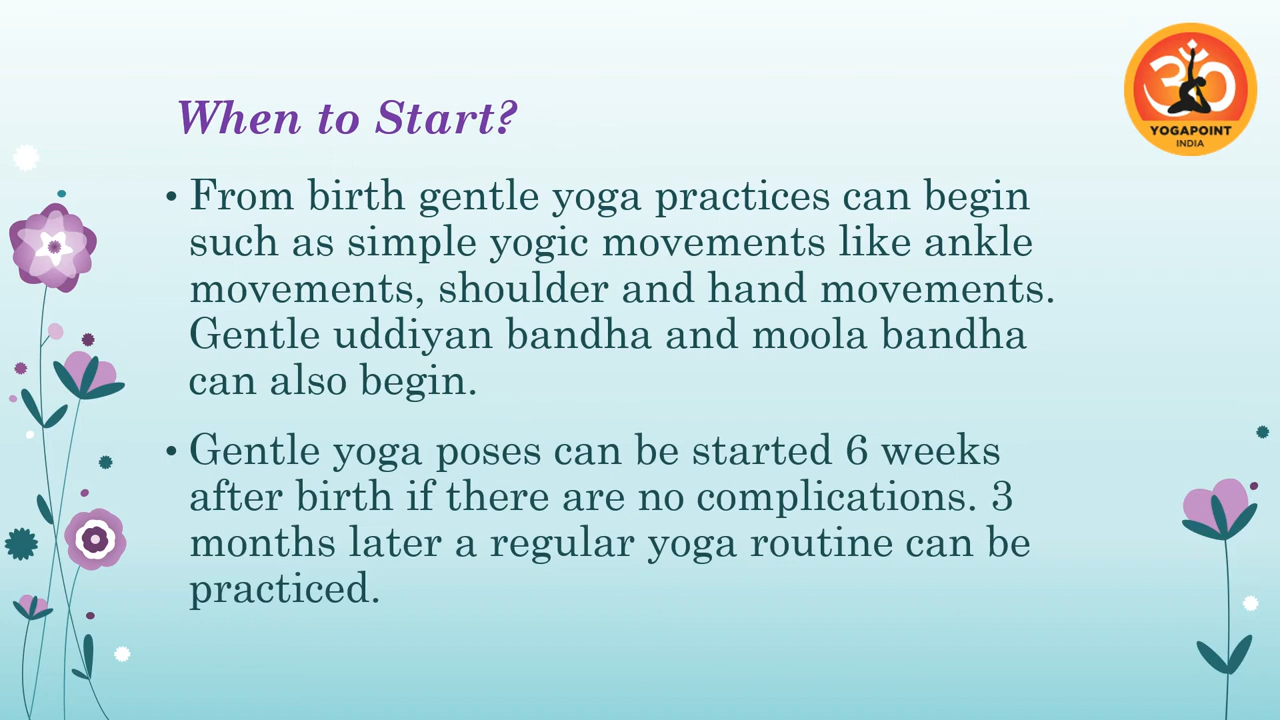 YOGAPOINT
INDIA
When to Start?
• From birth gentle yoga practices can begin
such as simple yogic movements like ankle
movements, shoulder and hand movements.
Gentle uddiyan bandha and moola bandha
can also begin.
• Gentle yoga poses can be started 6 weeks
after birth if there are no complications. 3
months later a regular yoga routine can be
practiced.